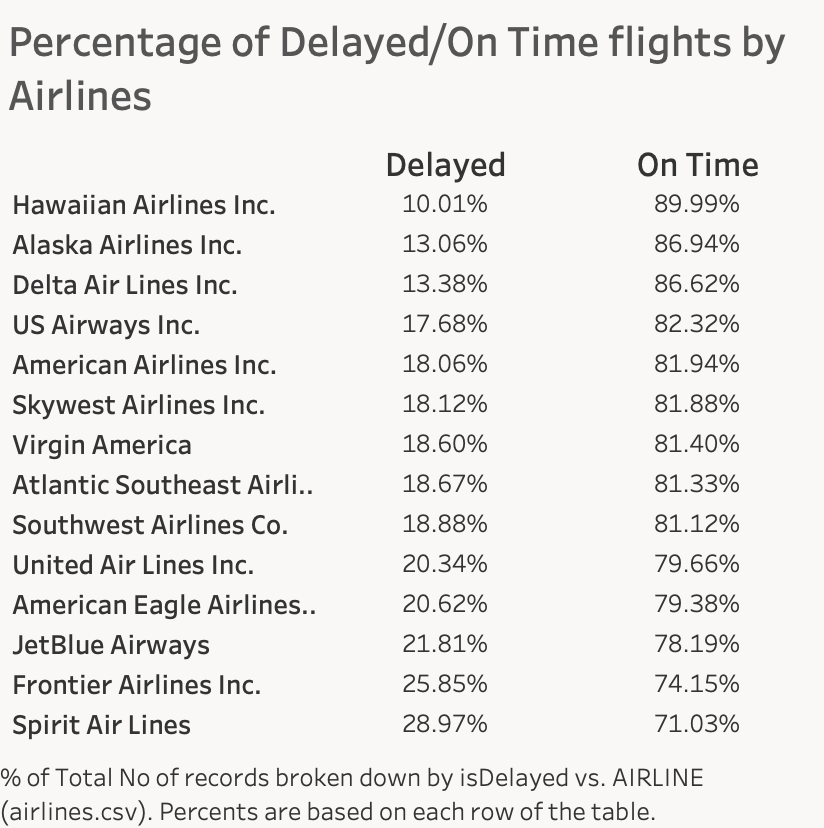 Percentage of Delayed/On Time flights by
Airlines
Delayed On Time
Hawaiian Airlines Inc. 10.01% 89.99%
Alaska Airlines Inc. 13.06% 86.94%
Delta Air Lines Inc. 13.38% 86.62%
US Airways Inc. 17.68% 82.32%
American Airlines Inc. 18.06% 81.94%
Skywest Airlines Inc. 18.12% 81.88%
Virgin America 18.60% 81.40%
Atlantic Southeast Airli.. 18.67% 81.33%
Southwest Airlines Co. 18.88% 81.12%
United Air Lines Inc. 20.34% 79.66%
American Eagle Airlines.. 20.62% 79.38%
JetBlue Airways 21.81% 78.19%
Frontier Airlines Inc. 25.85% 74.15%
Spirit Air Lines 28.97% 71.03%
% of Total No of records broken down by isDelayed vs. AIRLINE
(airlines.csv). Percents are based on each row of the table.